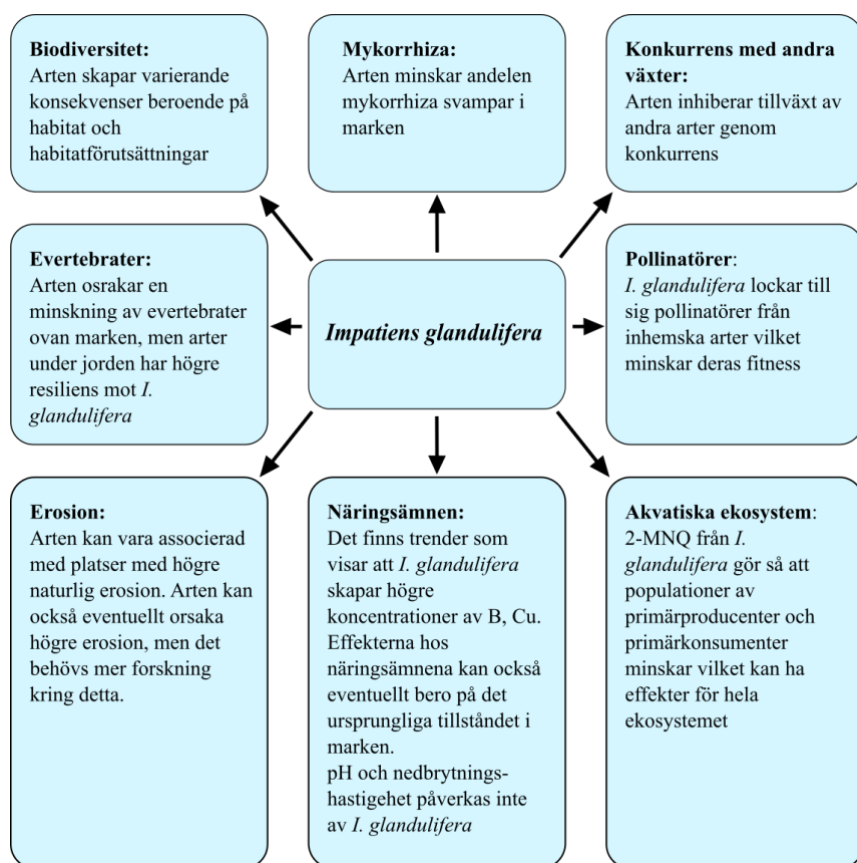 Biodiversitet:
Arten skapar varierande
konsekvenser beroende på
habitat och
habitatförutsättningar
Mykorrhiza:
Arten minskar andelen
mykorrhiza svampar i
marken
Konkurrens med andra
växter:
Arten inhiberar tillväxt av
andra arter genom
konkurrens
Evertebrater:
Arten osrakar en
minskning av evertebrater
ovan marken, men arter
under jorden har högre
resiliens mot I.
glandulifera
Impatiens glandulifera
Pollinatörer:
I. glandulifera lockar till
sig pollinatörer från
inhemska arter vilket
minskar deras fitness
Erosion:
Arten kan vara associerad
med platser med högre
naturlig erosion. Arten kan
också eventuellt orsaka
högre erosion, men det
behövs mer forskning
kring detta.
Näringsämnen:
Det finns trender som
visar att I. glandulifera
skapar högre
koncentrationer av B, Cu.
Effekterna hos
näringsämnena kan också
eventuellt bero på det
ursprungliga tillståndet i
marken.
pH och nedbrytnings-
hastigehet påverkas inte
av I. glandulifera
Akvatiska ekosystem:
2-MNQ från I.
glandulifera gör så att
populationer av
primärproducenter och
primärkonsumenter
minskar vilket kan ha
effekter för hela
ekosystemet